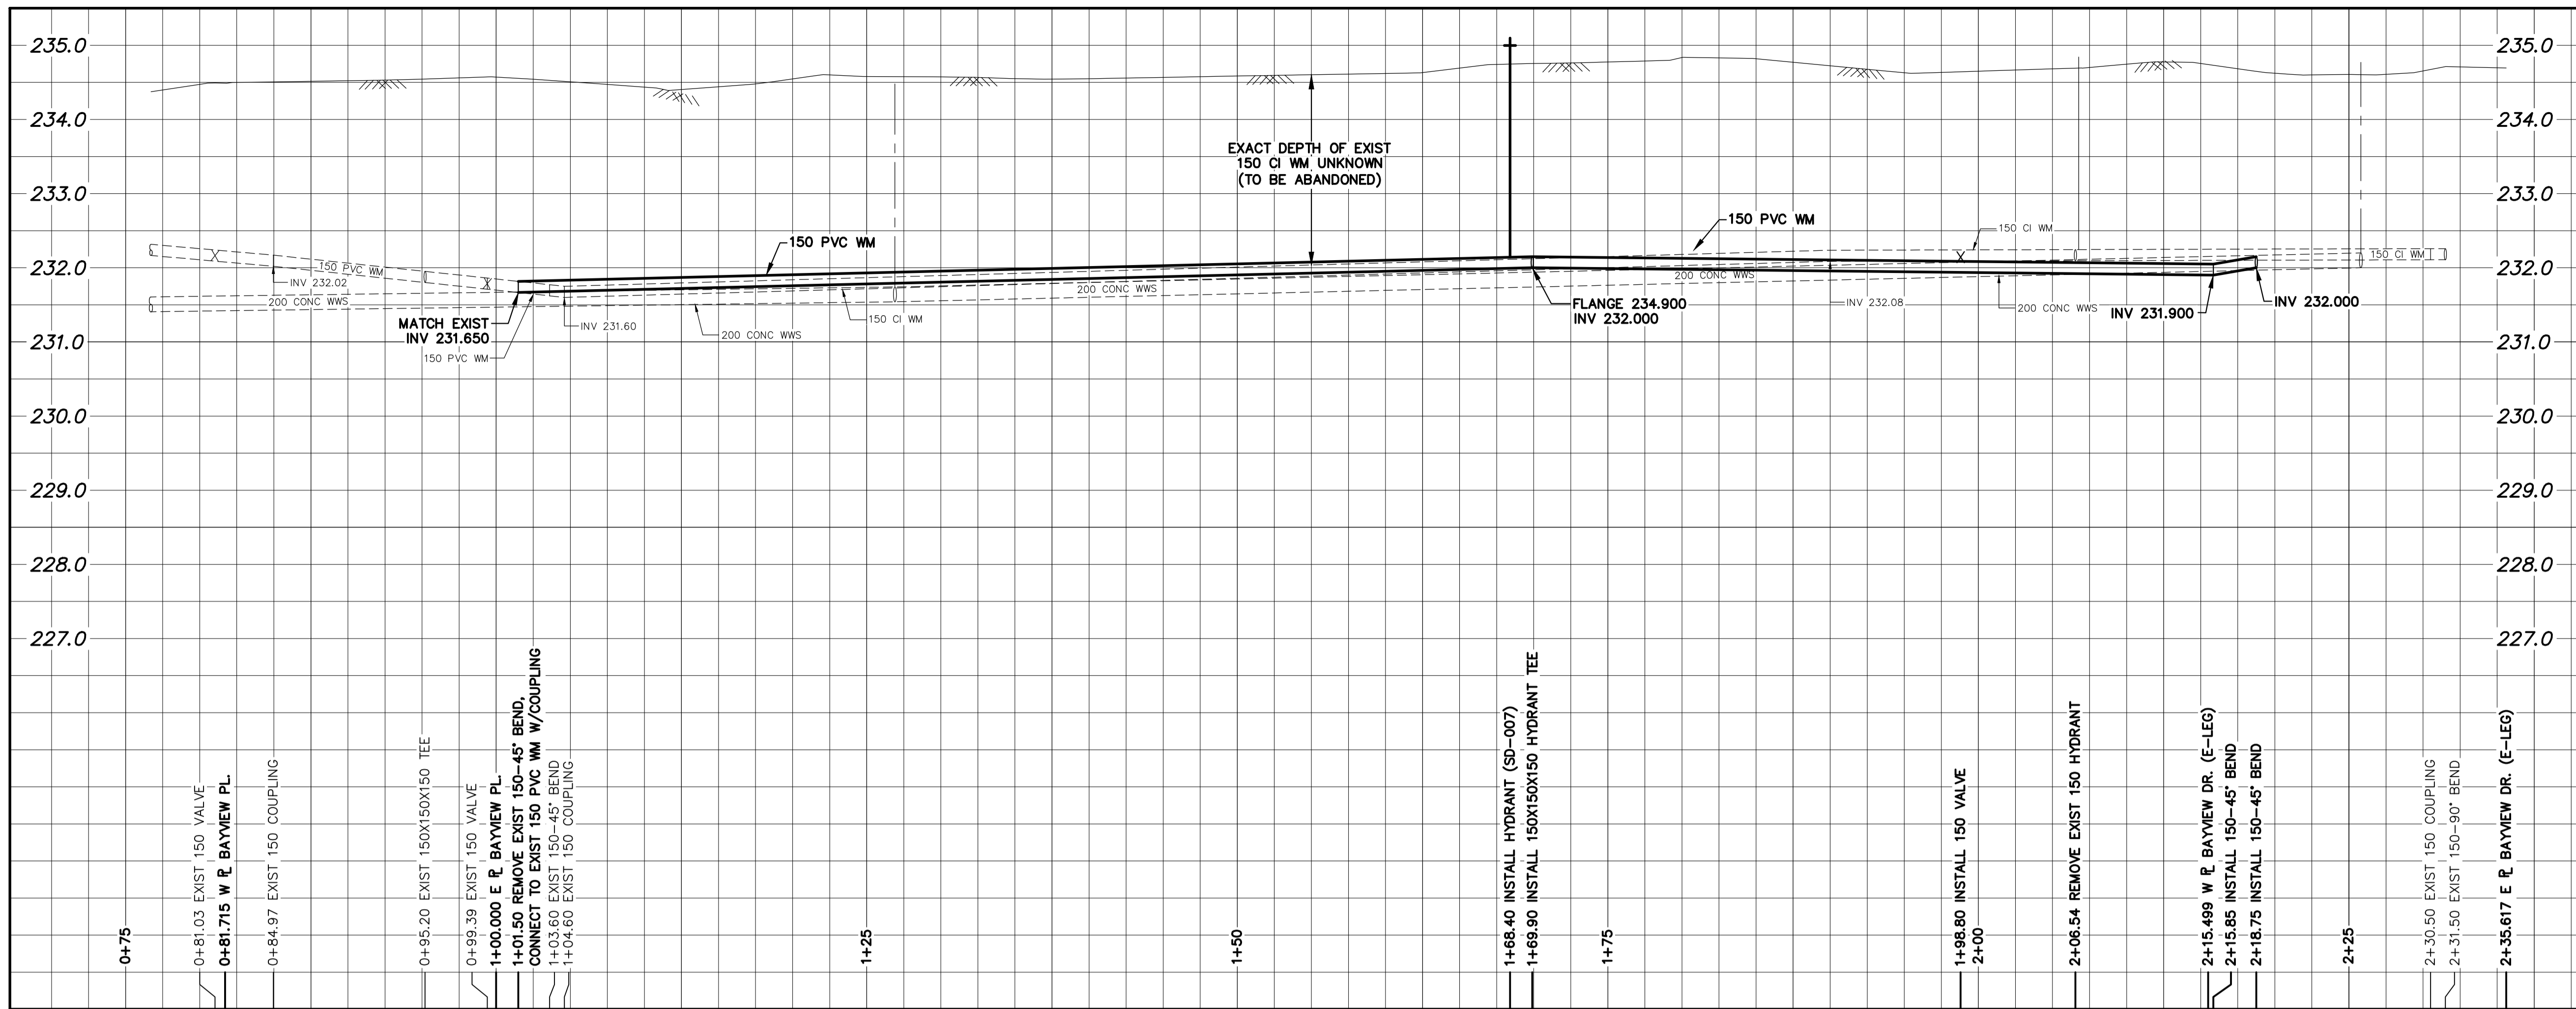 235.0
235.0
234.0
234.0
EXACT DEPTH OF EXIST
150 CI WM UNKNOWN
(TO BE ABANDONED)
233.0
233.0
150 PVC WM
150 CI WM
150 PVC WM
232.0
150 PVC WM
150 CI WM
232.0
INV 232.02
200 CONC WWS
200 CONC WWS
200 CONC WWS
FLANGE 234.900
INV 232.000
INV 232.08
200 CONC WWS
INV 231.900
INV 232.000
MATCH EXIST
INV 231.650
INV 231.60
150 CI WM
200 CONC WWS
150 PVC WM
231.0
231.0
230.0
230.0
229.0
229.0
228.0
228.0
227.0
227.0
0+75
0+81.03 EXIST 150 VALVE
0+81.715 W PL BAYVIEW PL.
0+84.97 EXIST 150 COUPLING
0+95.20 EXIST 150X150X150 TEE
0+99.39 EXIST 150 VALVE
1+00.000 E PL BAYVIEW PL.
1+01.50 REMOVE EXIST 150-45° BEND,
CONNECT TO EXIST 150 PVC WM W/COUPLING
1+03.60 EXIST 150-45° BEND
1+04.60 EXIST 150 COUPLING
1+25
1+50
1+68.40 INSTALL HYDRANT (SD-007)
1+69.90 INSTALL 150X150X150 HYDRANT TEE
1+75
1+98.80 INSTALL 150 VALVE
2+00
2+06.54 REMOVE EXIST 150 HYDRANT
2+15.499 W PL BAYVIEW DR. (E-LEG)
2+15.85 INSTALL 150-45° BEND
2+18.75 INSTALL 150-45° BEND
2+25
2+30.50 EXIST 150 COUPLING
2+31.50 EXIST 150-90° BEND
2+35.617 E PL BAYVIEW DR. (E-LEG)